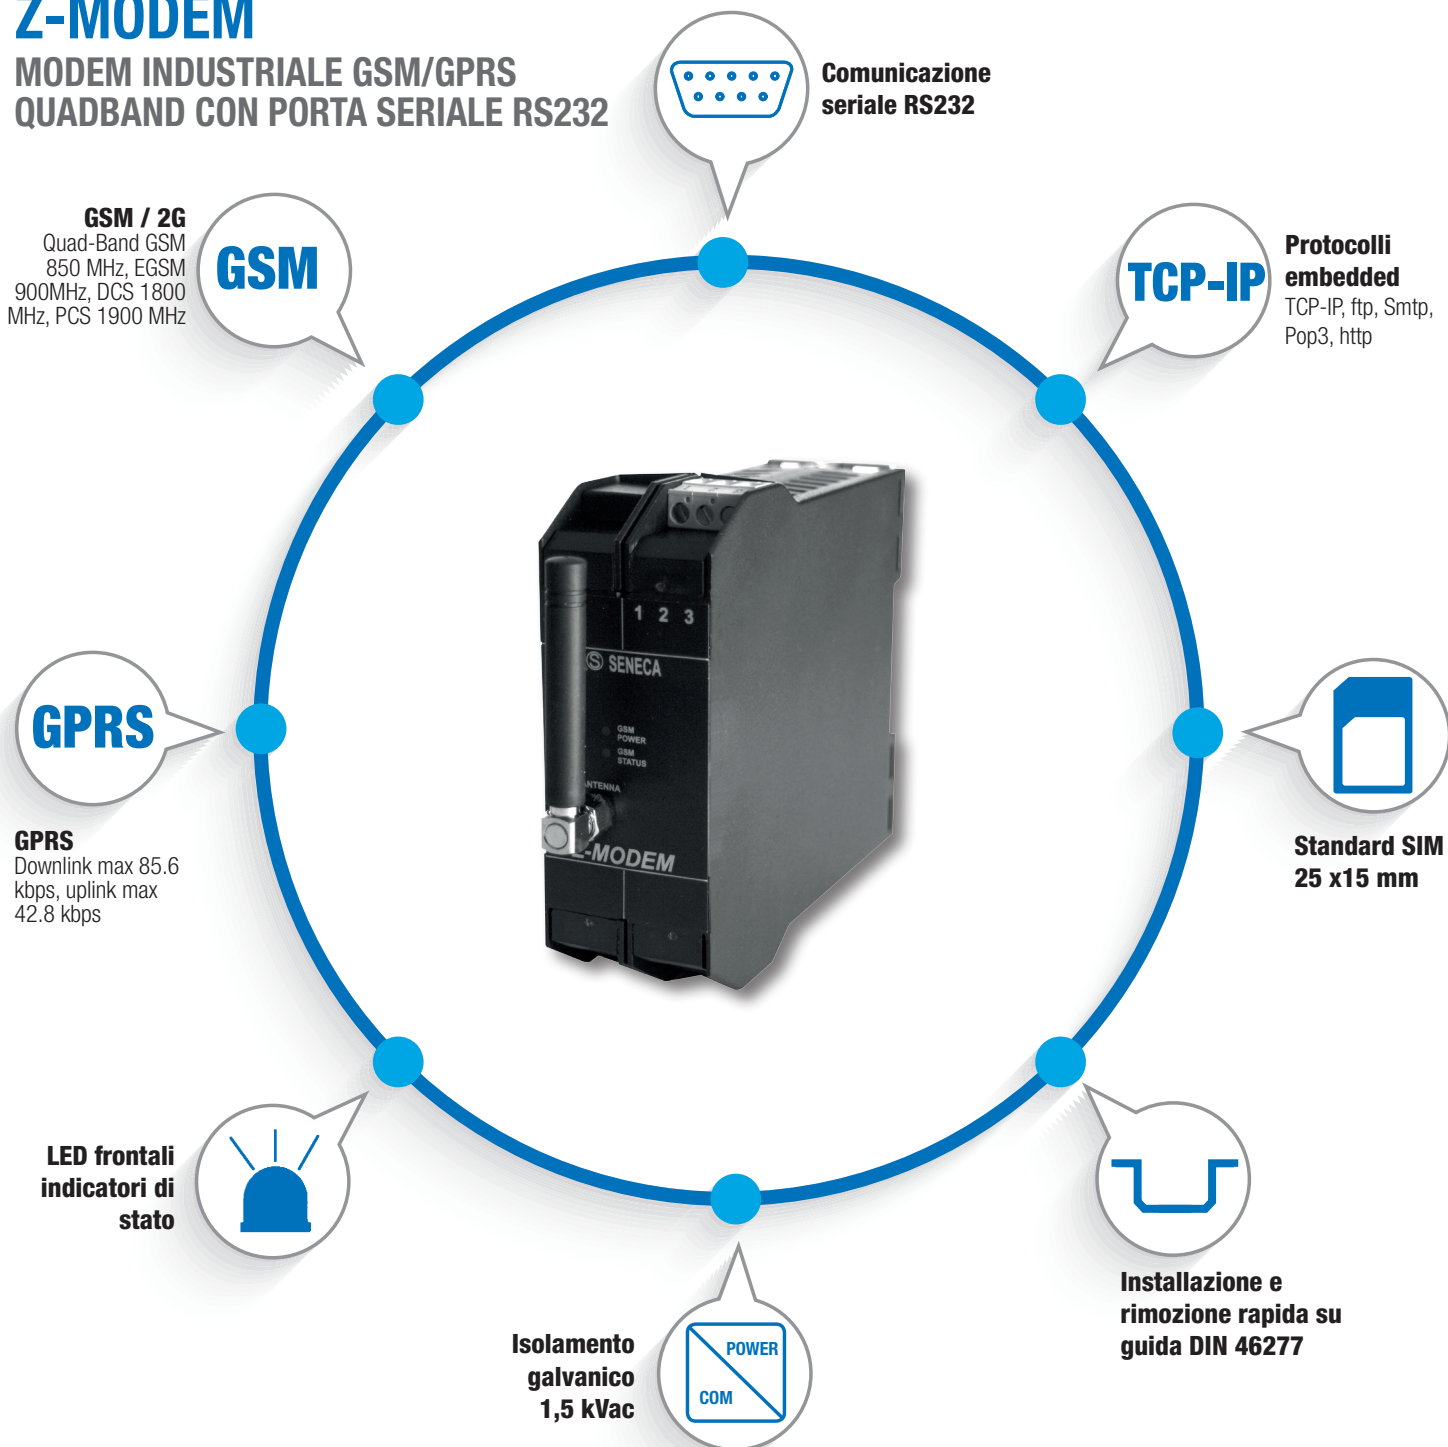 Z-MODEM
MODEM INDUSTRIALE GSM/GPRS
QUADBAND CON PORTA SERIALE RS232
Comunicazione
seriale RS232
GSM / 2G
Quad-Band GSM
850 MHz, EGSM
900MHz, DCS 1800
MHz, PCS 1900 MHz
GSM
TCP-IP
Protocolli
embedded
TCP-IP, ftp, Smtp,
Pop3, http
1 2 3
SENECA
GSM
POWER
GSM
STATUS
ANTENNA
Z-MODEM
GPRS
GPRS
Downlink max 85.6
kbps, uplink max
42.8 kbps
Standard SIM
25 x15 mm
LED frontali
indicatori di
stato
Installazione e
rimozione rapida su
guida DIN 46277
Isolamento
galvanico
1,5 kVac
POWER
COM